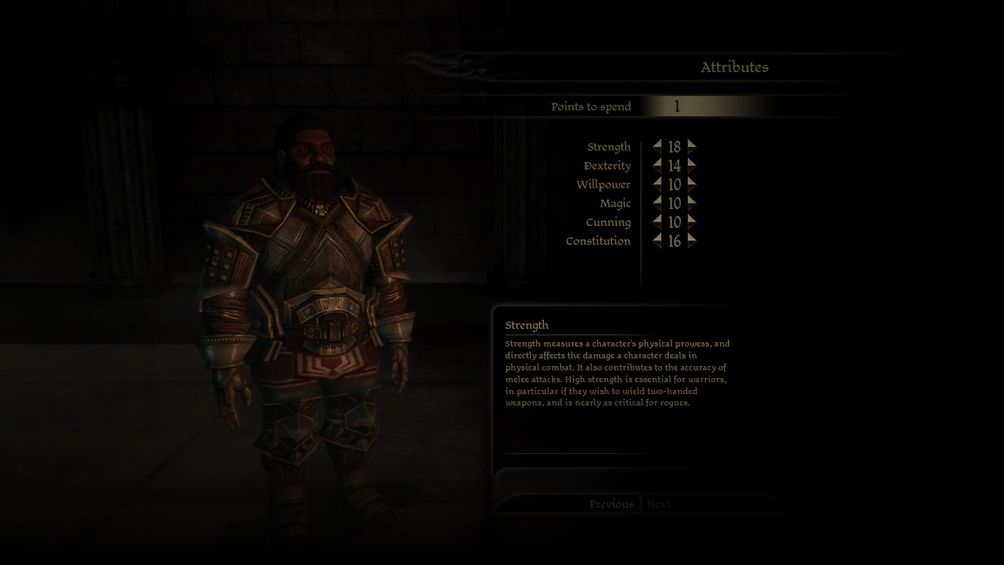 Attributes
Points to spend 1
Strength 18
Dexterity 14
Willpower 10
Magic 10
Cunning 10
Constitution 16
Strength
Strength measures a character's physical prowess, and
directly affects the damage a character deals in
physical combat. It also contributes to the accuracy of
melee attacks. High strength is essential for warriors,
in particular if they wish to wield two-handed
weapons, and is nearly as critical for rogues.
Previous Next